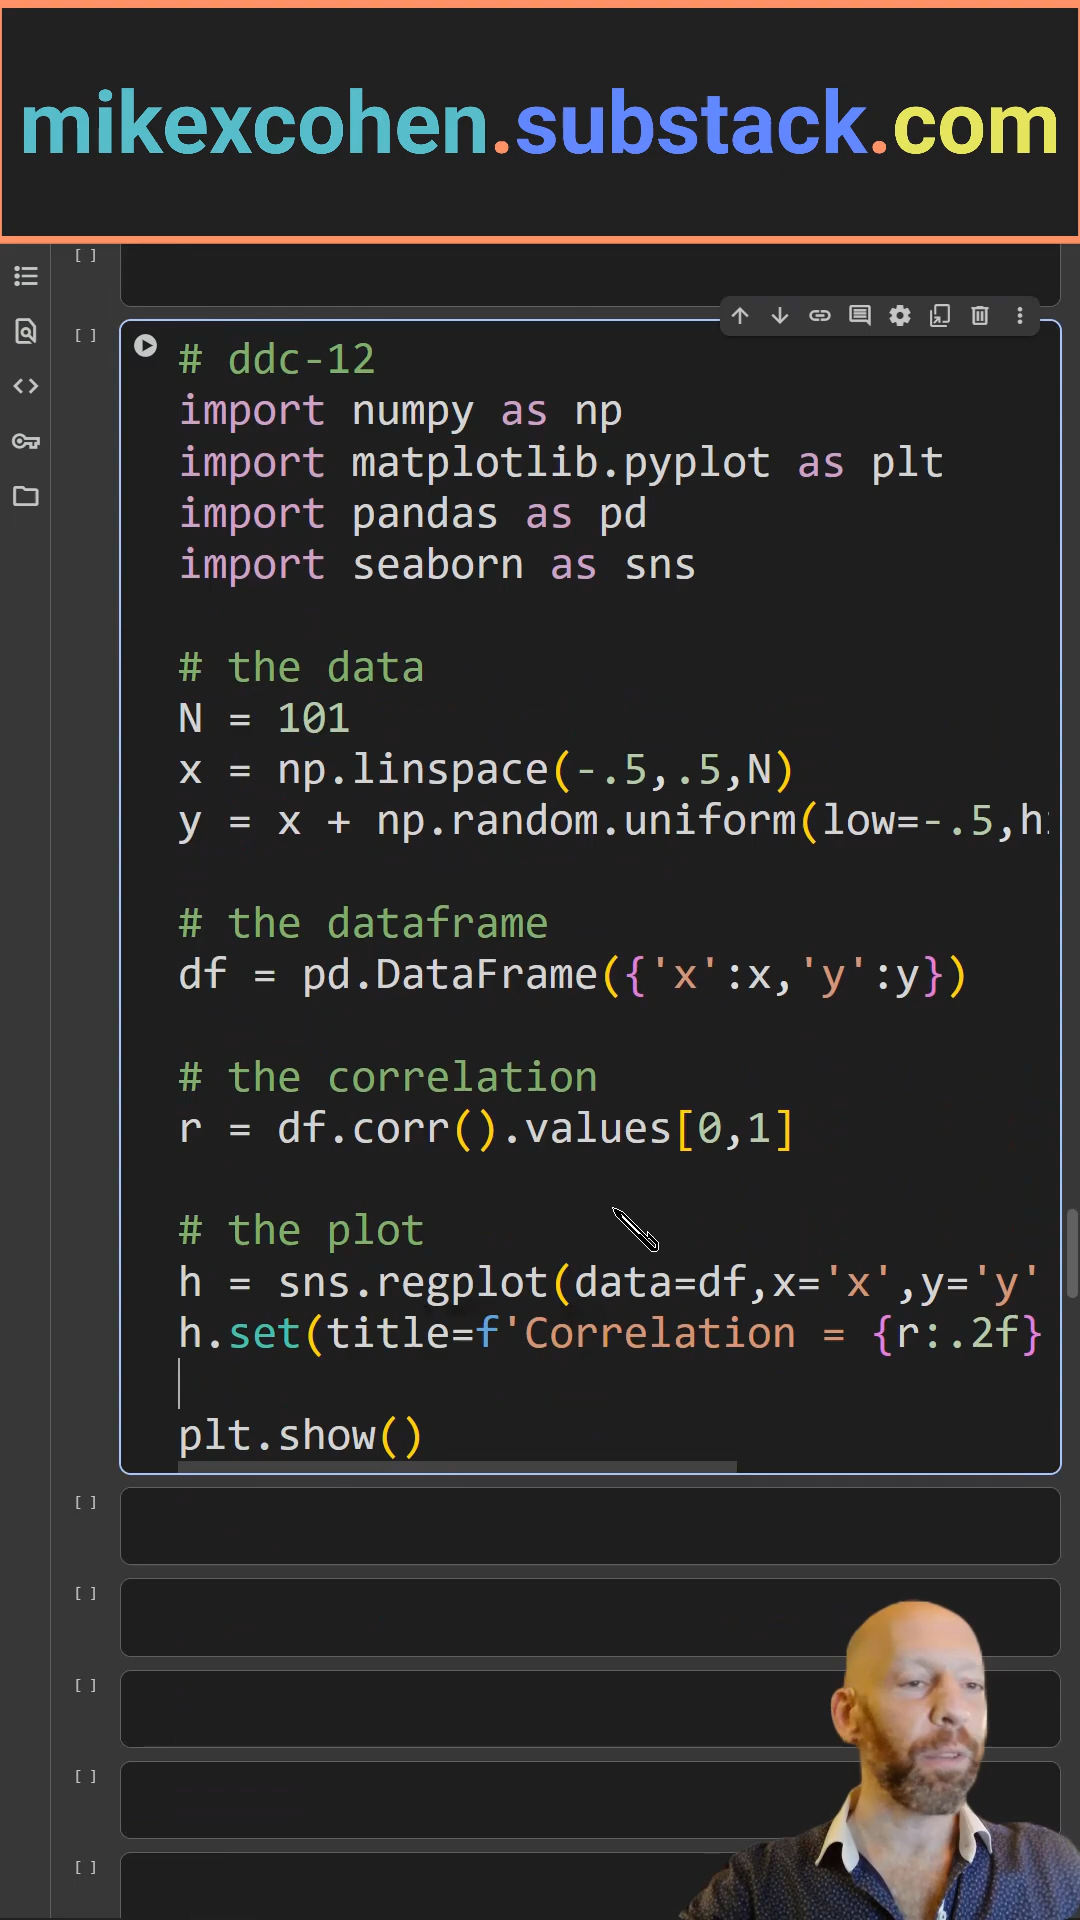 mikexcohen.substack.com
[ ]
[ ]
# ddc-12
import numpy as np
import matplotlib.pyplot as plt
import pandas as pd
import seaborn as sns
# the data
N = 101
x = np.linspace(-.5,.5,N)
y = x + np.random.uniform(low=-.5,h
# the dataframe
df = pd.DataFrame({'x':x,'y':y})
# the correlation
r = df.corr().values[0,1]
# the plot
h = sns.regplot(data=df,x='x',y='y'
h.set(title=f'Correlation = {r:.2f}
plt.show()
[ ]
[ ]
[ ]
[ ]
[ ]